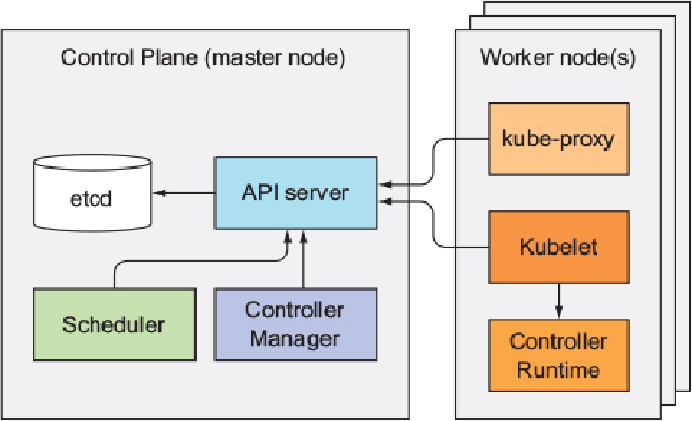 Control Plane (master node)
Worker node(s)
kube-proxy
etcd
API server
Kubelet
Scheduler
Controller
Manager
Controller
Runtime